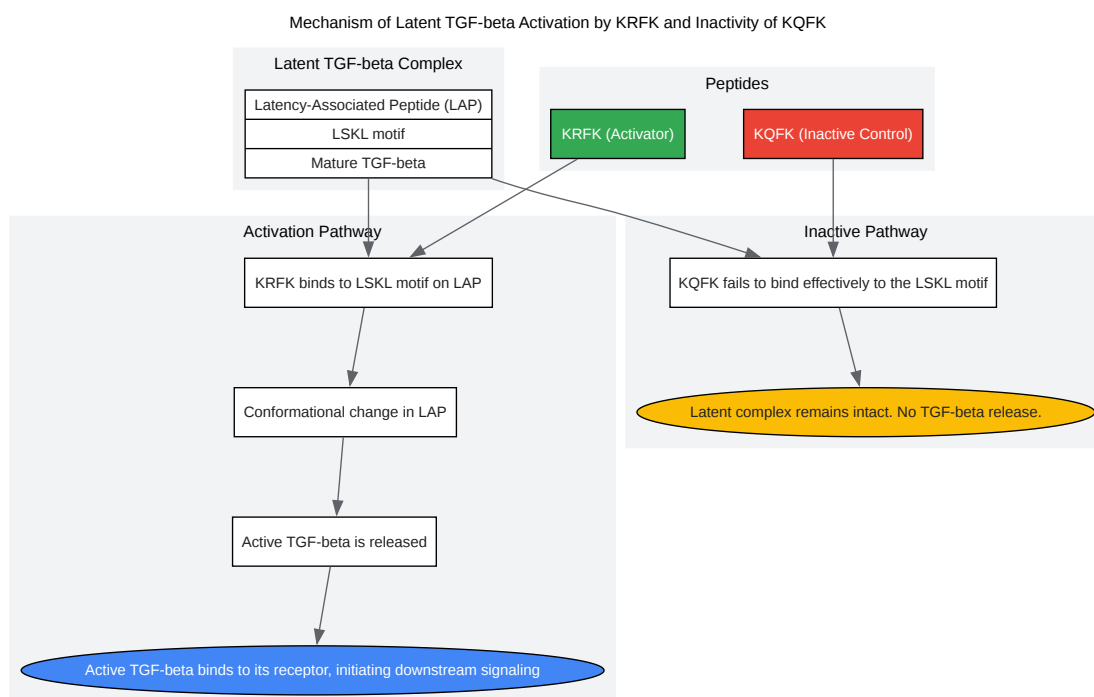 Mechanism of Latent TGF-beta Activation by KRFK and Inactivity of KQFK
Latent TGF-beta Complex
Latency-Associated Peptide (LAP)
LSKL motif
Mature TGF-beta
Peptides
KRFK (Activator)
KQFK (Inactive Control)
Activation Pathway
KRFK binds to LSKL motif on LAP
Conformational change in LAP
Active TGF-beta is released
Active TGF-beta binds to its receptor, initiating downstream signaling
Inactive Pathway
KQFK fails to bind effectively to the LSKL motif
Latent complex remains intact. No TGF-beta release.